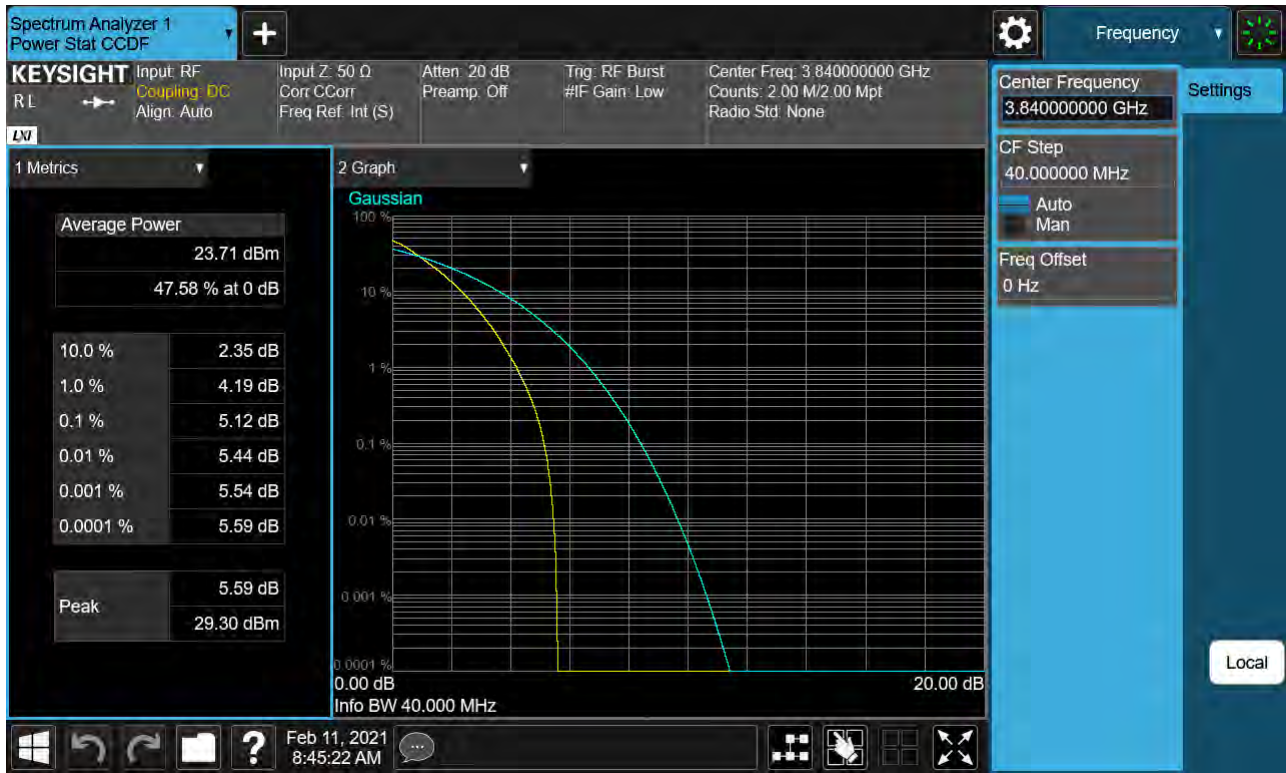 Spectrum Analyzer 1
Power Stat CCDF
+
Frequency
KEYSIGHT
RL
LXI
Input: RF
Coupling: DC
Align: Auto
Input Z: 50 Ω
Corr CCorr
Freq Ref: Int (S)
Atten: 20 dB
Preamp: Off
Trig: RF Burst
#IF Gain: Low
Center Freq: 3.840000000 GHz
Counts: 2.00 M/2.00 Mpt
Radio Std: None
1 Metrics
Average Power
23.71 dBm
47.58 % at 0 dB
10.0 % 2.35 dB
1.0 % 4.19 dB
0.1 % 5.12 dB
0.01 % 5.44 dB
0.001 % 5.54 dB
0.0001 % 5.59 dB
Peak
5.59 dB
29.30 dBm
2 Graph
Gaussian
100 %
10 %
1 %
0.1 %
0.01 %
0.001 %
0.0001 %
0.00 dB 20.00 dB
Info BW 40.000 MHz
Center Frequency
3.840000000 GHz
CF Step
40.000000 MHz
Auto
Man
Freq Offset
0 Hz
Settings
Local
?
Feb 11, 2021
8:45:22 AM